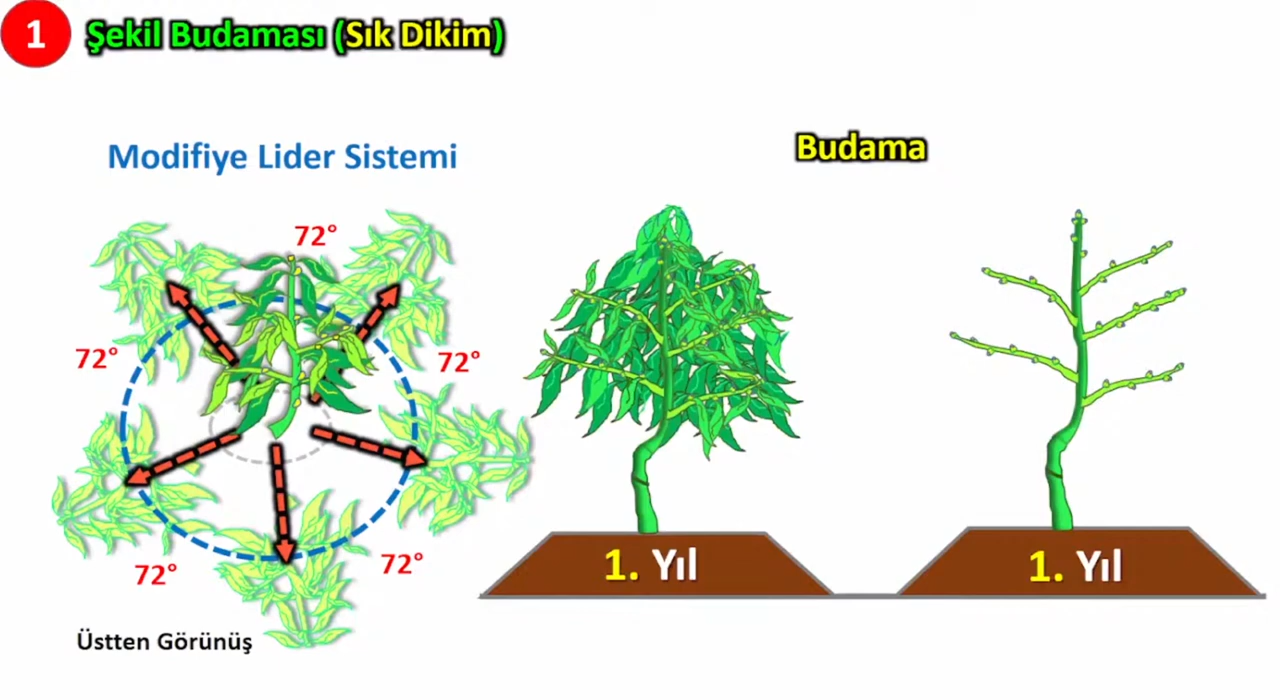 1 Şekil Budaması (Sık Dikim)
Modifiye Lider Sistemi
Budama
72°
72°
72°
72°
72°
1. Yıl
1. Yıl
Üstten Görünüş